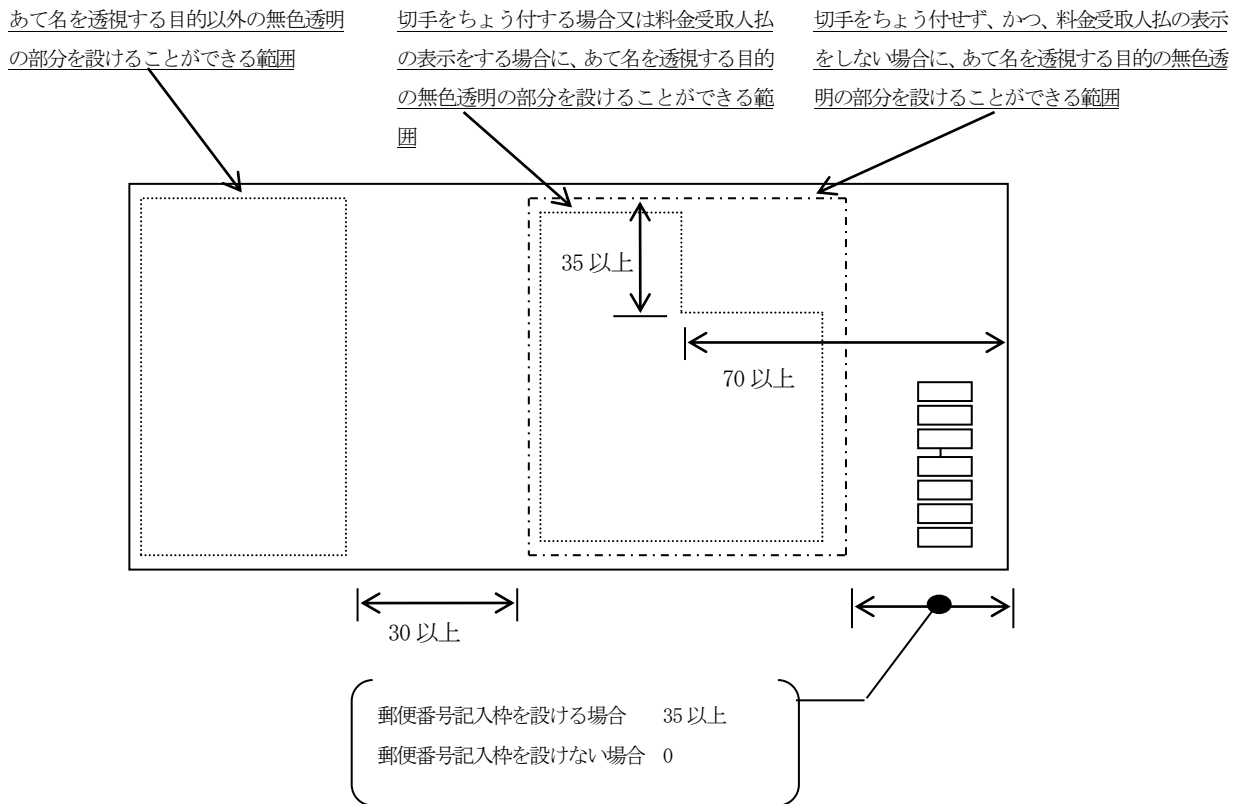 あて名を透視する目的以外の無色透明
の部分を設けることができる範囲
切手をちょう付する場合又は料金受取人払
の表示をする場合に、あて名を透視する目的
の無色透明の部分を設けることができる範
囲
切手をちょう付せず、かつ、料金受取人払の表示
をしない場合に、あて名を透視する目的の無色透
明の部分を設けることができる範囲
35 以上
70 以上
30 以上
郵便番号記入枠を設ける場合 35 以上
郵便番号記入枠を設けない場合 0